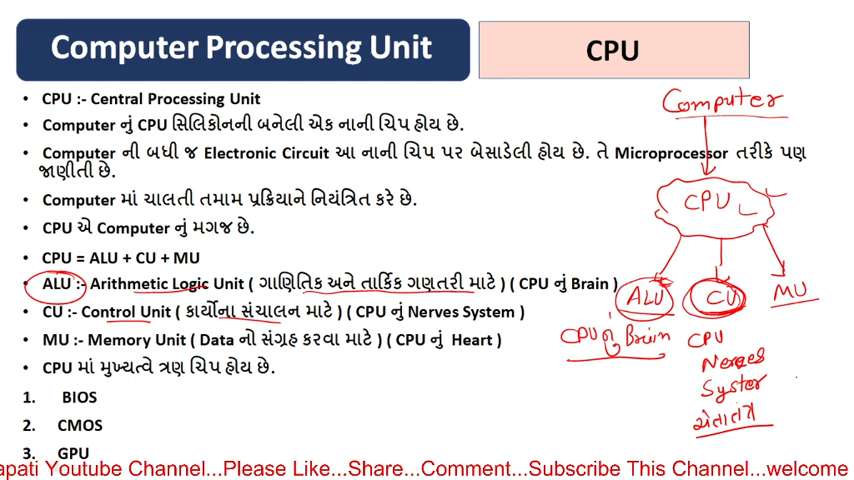 Computer Processing Unit
CPU
CPU :- Central Processing Unit
Computer નું CPU સિલિકોનની બનેલી એક નાની ચિપ હોય છે.
Computer ની બધી જ Electronic Circuit આ નાની ચિપ પર બેસાડેલી હોય છે. તે Microprocessor તરીકે પણ
જાણીતી છે.
Computer માં ચાલતી તમામ પ્રક્રિયાને નિયંત્રિત કરે છે.
CPU એ Computer નું મગજ છે.
CPU = ALU + CU + MU
ALU :- Arithmetic Logic Unit ( ગાણિતિક અને તાર્કિક ગણતરી માટે ) ( CPU નું Brain )
CU :- Control Unit ( કાર્યોના સંચાલન માટે ) ( CPU નું Nerves System )
MU :- Memory Unit ( Data નો સંગ્રહ કરવા માટે ) ( CPU નું Heart )
CPU માં મુખ્યત્વે ત્રણ ચિપ હોય છે.
1. BIOS
2. CMOS
3. GPU
Computer
CPU
ALU CU MU
CPU નું Brain
CPU
Nerves
System
ચેતાતંત્ર
apati Youtube Channel...Please Like...Share...Comment...Subscribe This Channel...welcome